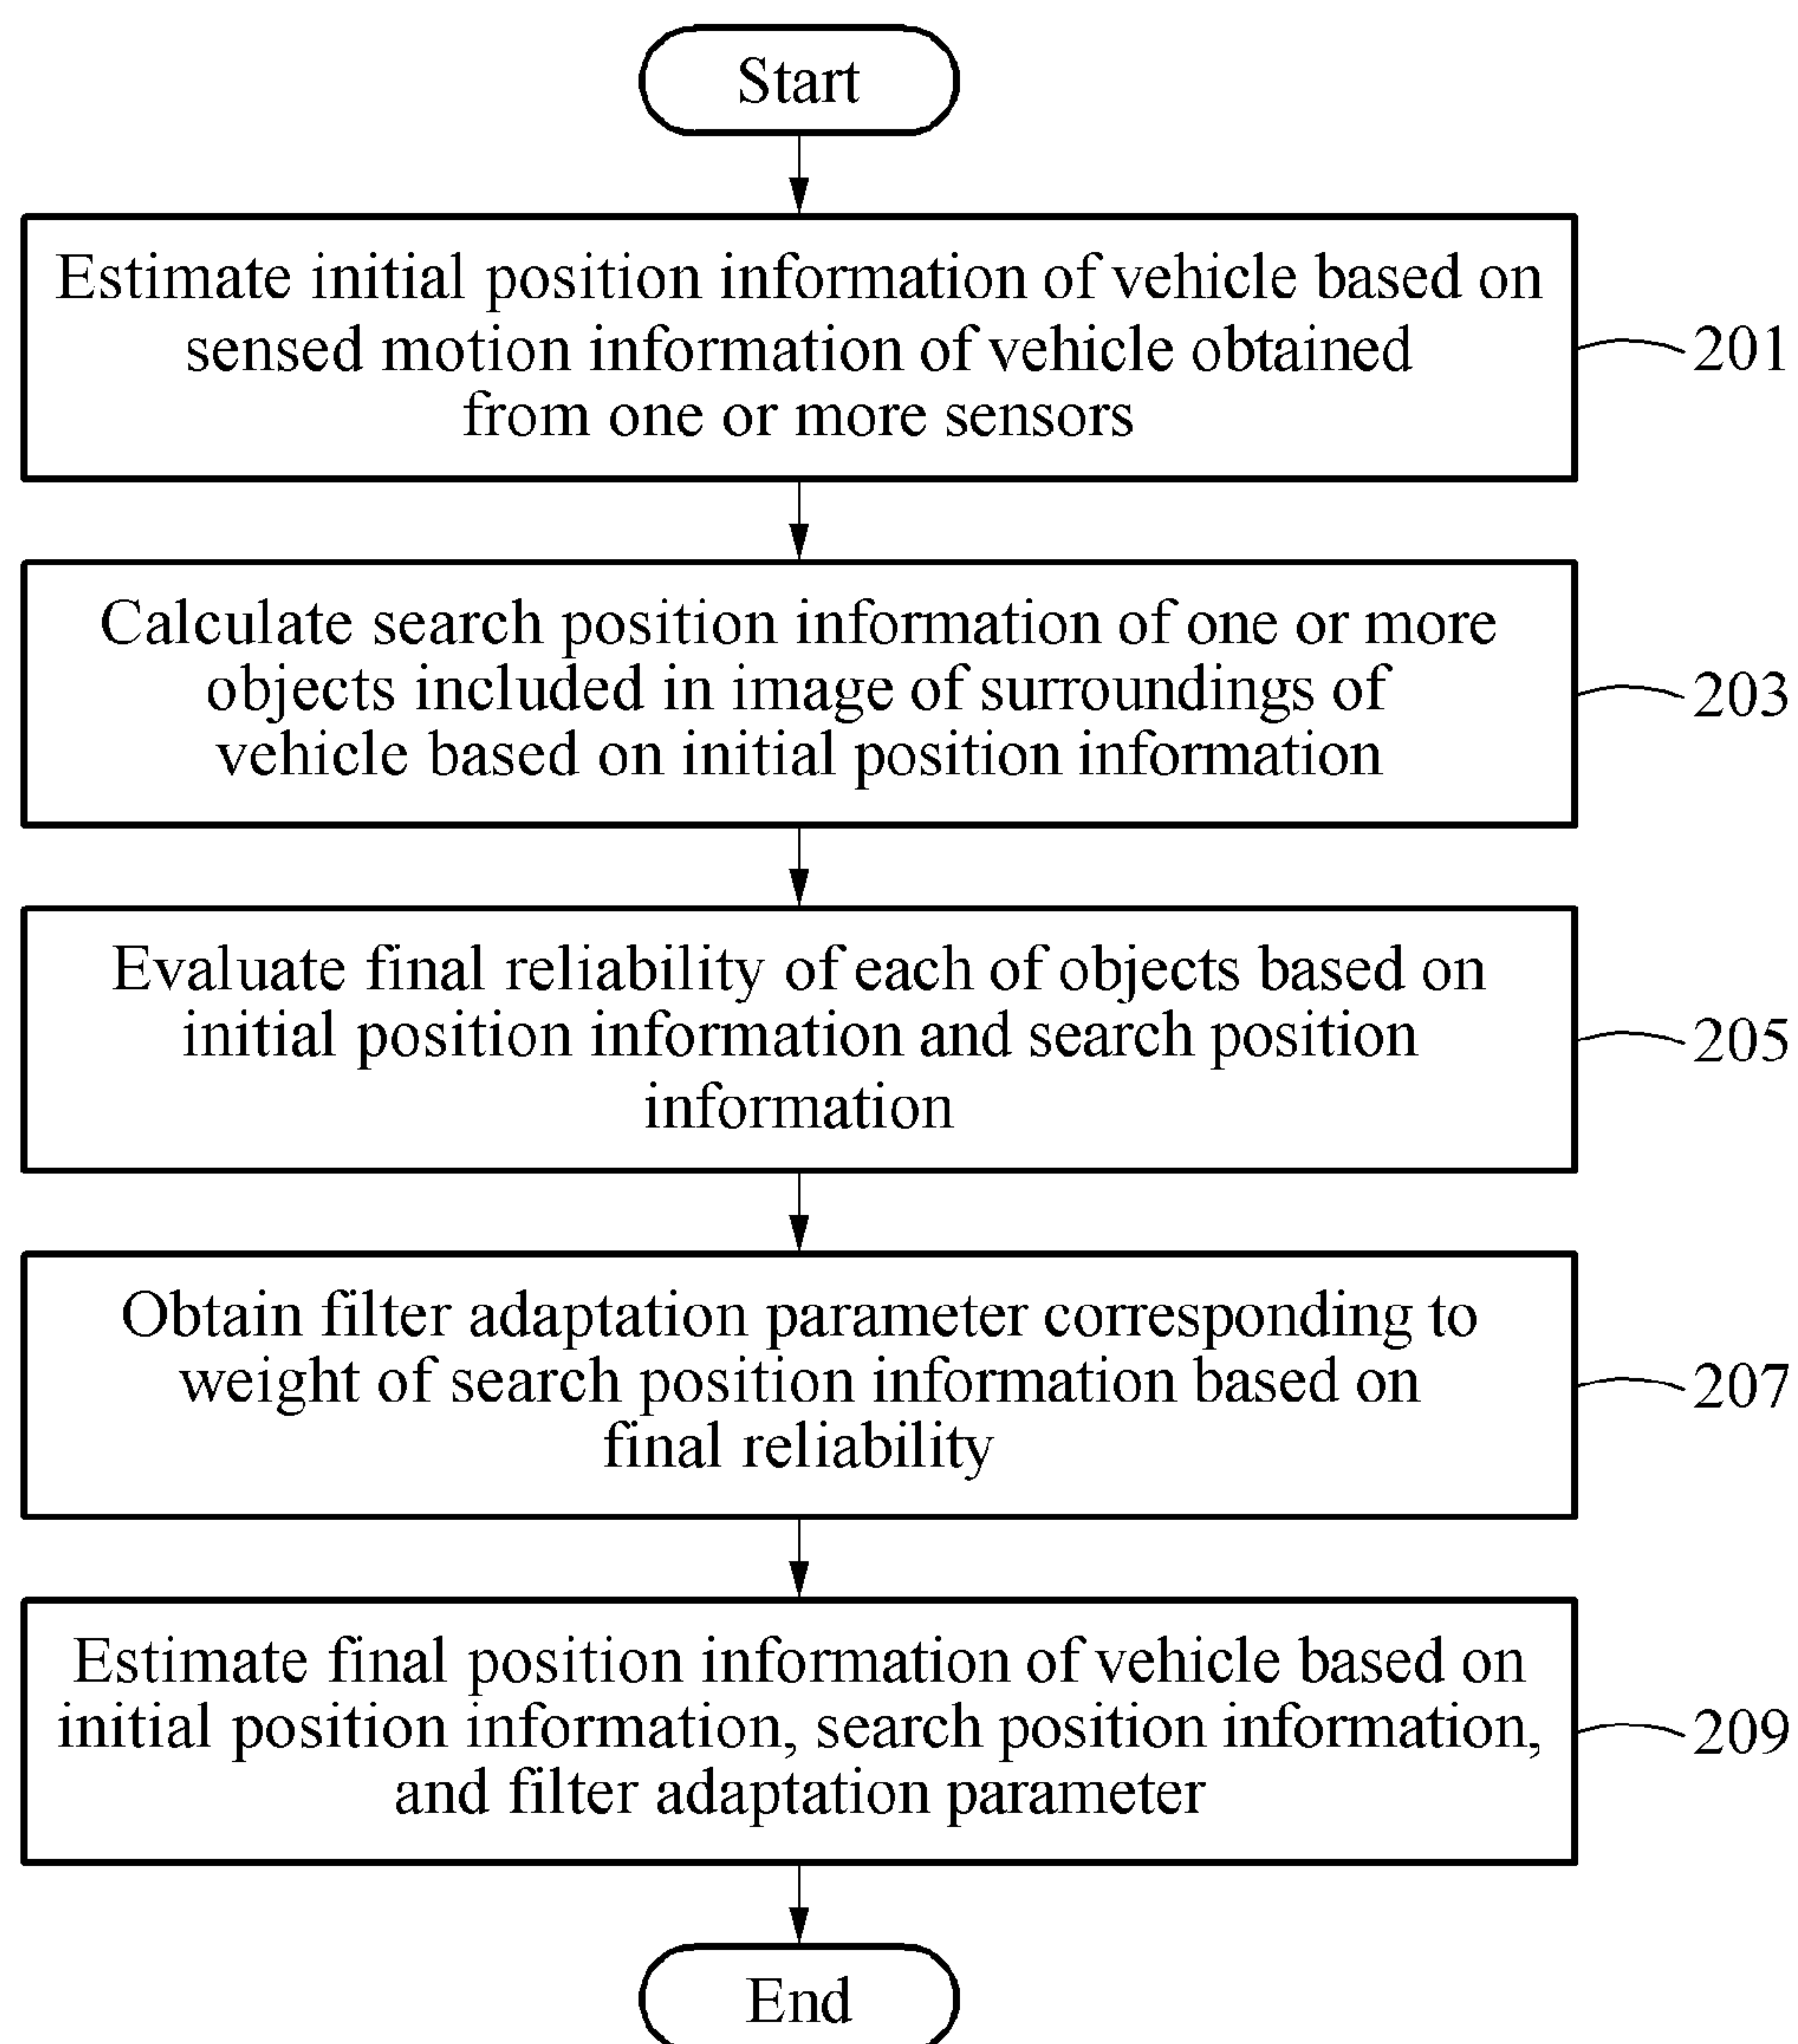 Start
Estimate initial position information of vehicle based on
sensed motion information of vehicle obtained
from one or more sensors
201
Calculate search position information of one or more
objects included in image of surroundings of
vehicle based on initial position information
203
Evaluate final reliability of each of objects based on
initial position information and search position
information
205
Obtain filter adaptation parameter corresponding to
weight of search position information based on
final reliability
207
Estimate final position information of vehicle based on
initial position information, search position information,
and filter adaptation parameter
209
End